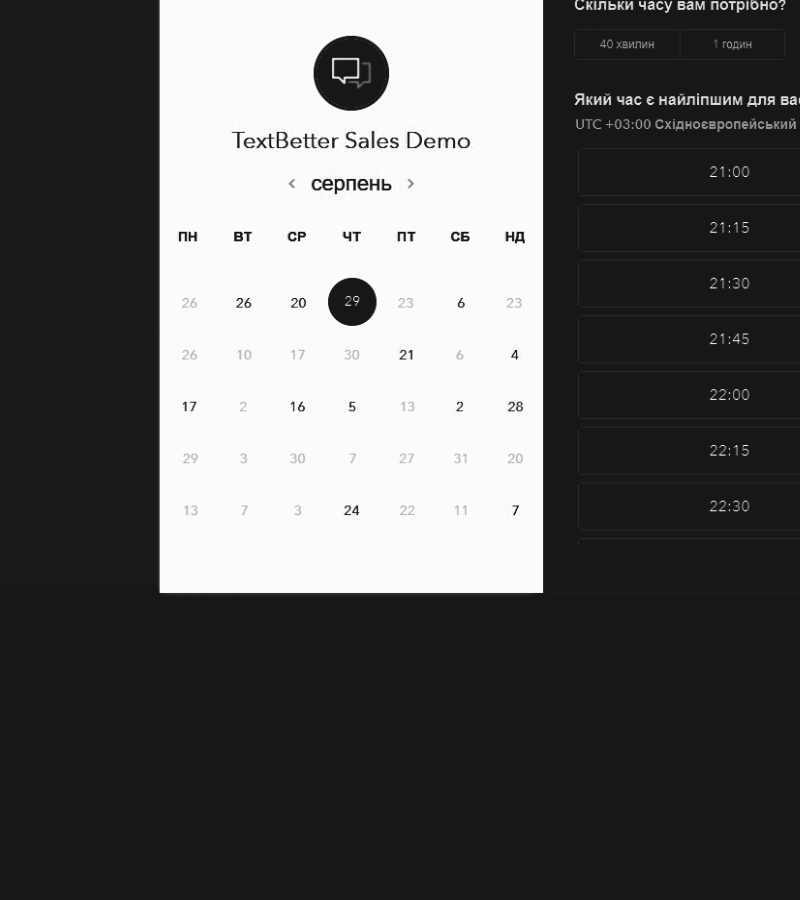 TextBetter Sales Demo
серпень
ПН ВТ СР ЧТ ПТ СБ НД
26 26 20 29 23 6 23
26 10 17 30 21 6 4
17 2 16 5 13 2 28
29 3 30 7 27 31 20
13 7 3 24 22 11 7
Скільки часу вам потрібно?
40 хвилин 1 годин
Який час є найліпшим для
UTC +03:00 Східноєвропейський
21:00
21:15
21:30
21:45
22:00
22:15
22:30